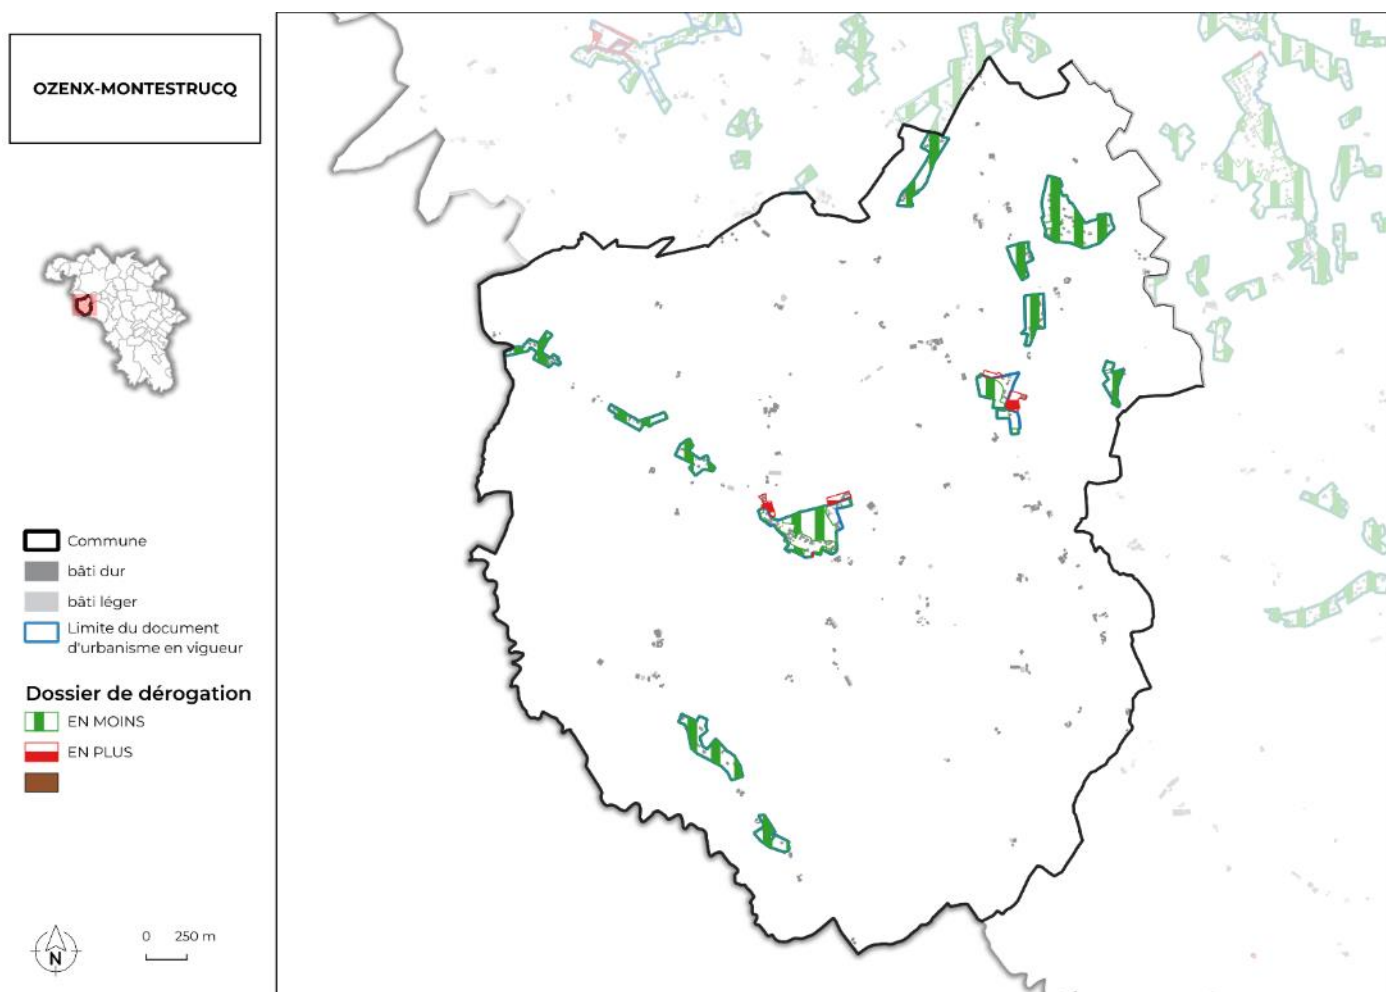 OZENX-MONTESTRUCQ
Commune
bâti dur
bâti léger
Limite du document
d'urbanisme en vigueur
Dossier de dérogation
EN MOINS
EN PLUS
N
0 250 m